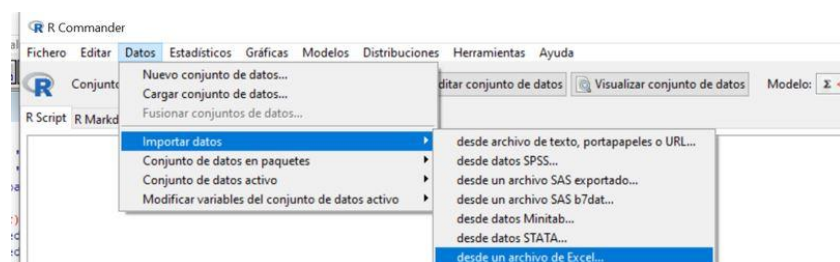 R Commander
Fichero Editar Datos Estadísticos Gráficas Modelos Distribuciones Herramientas Ayuda
R Conjunto ditar conjunto de datos Visualizar conjunto de datos Modelo: Σ
R Script R Markd
Nuevo conjunto de datos...
Cargar conjunto de datos...
Fusionar conjuntos de datos...
Importar datos
Conjunto de datos en paquetes
Conjunto de datos activo
Modificar variables del conjunto de datos activo
desde archivo de texto, portapapeles o URL...
desde datos SPSS...
desde un archivo SAS exportado...
desde un archivo SAS b7dat...
desde datos Minitab...
desde datos STATA...
desde un archivo de Excel...